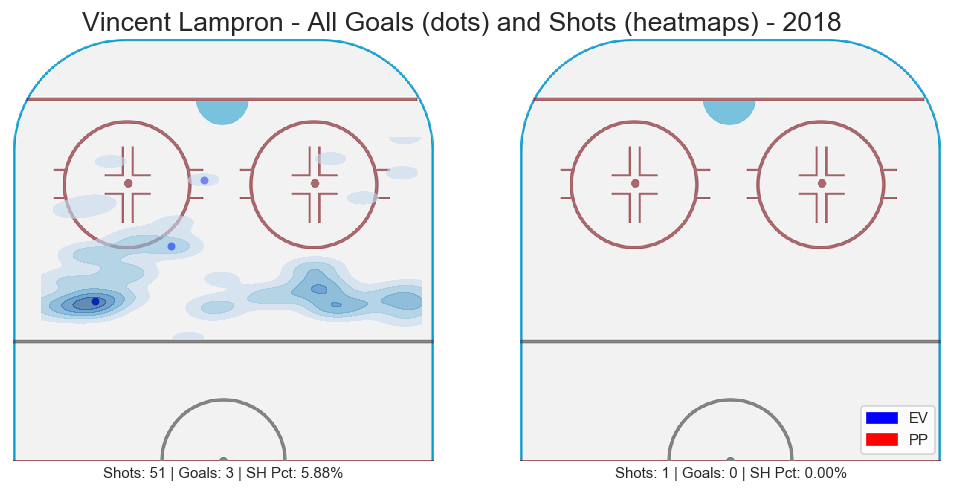 Vincent Lampron - All Goals (dots) and Shots (heatmaps) - 2018
EV
PP
Shots: 51 | Goals: 3 | SH Pct: 5.88%
Shots: 1 | Goals: 0 | SH Pct: 0.00%